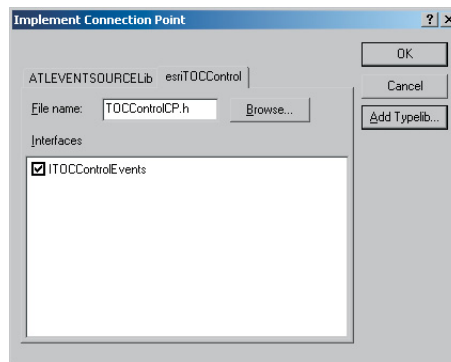 Implement Connection Point
OK
Cancel
Add Typelib...
ATLEVENTSOURCELib
esriTOCControl
File name:
TOCControlCP.h
Browse...
Interfaces
ITOCControlEvents